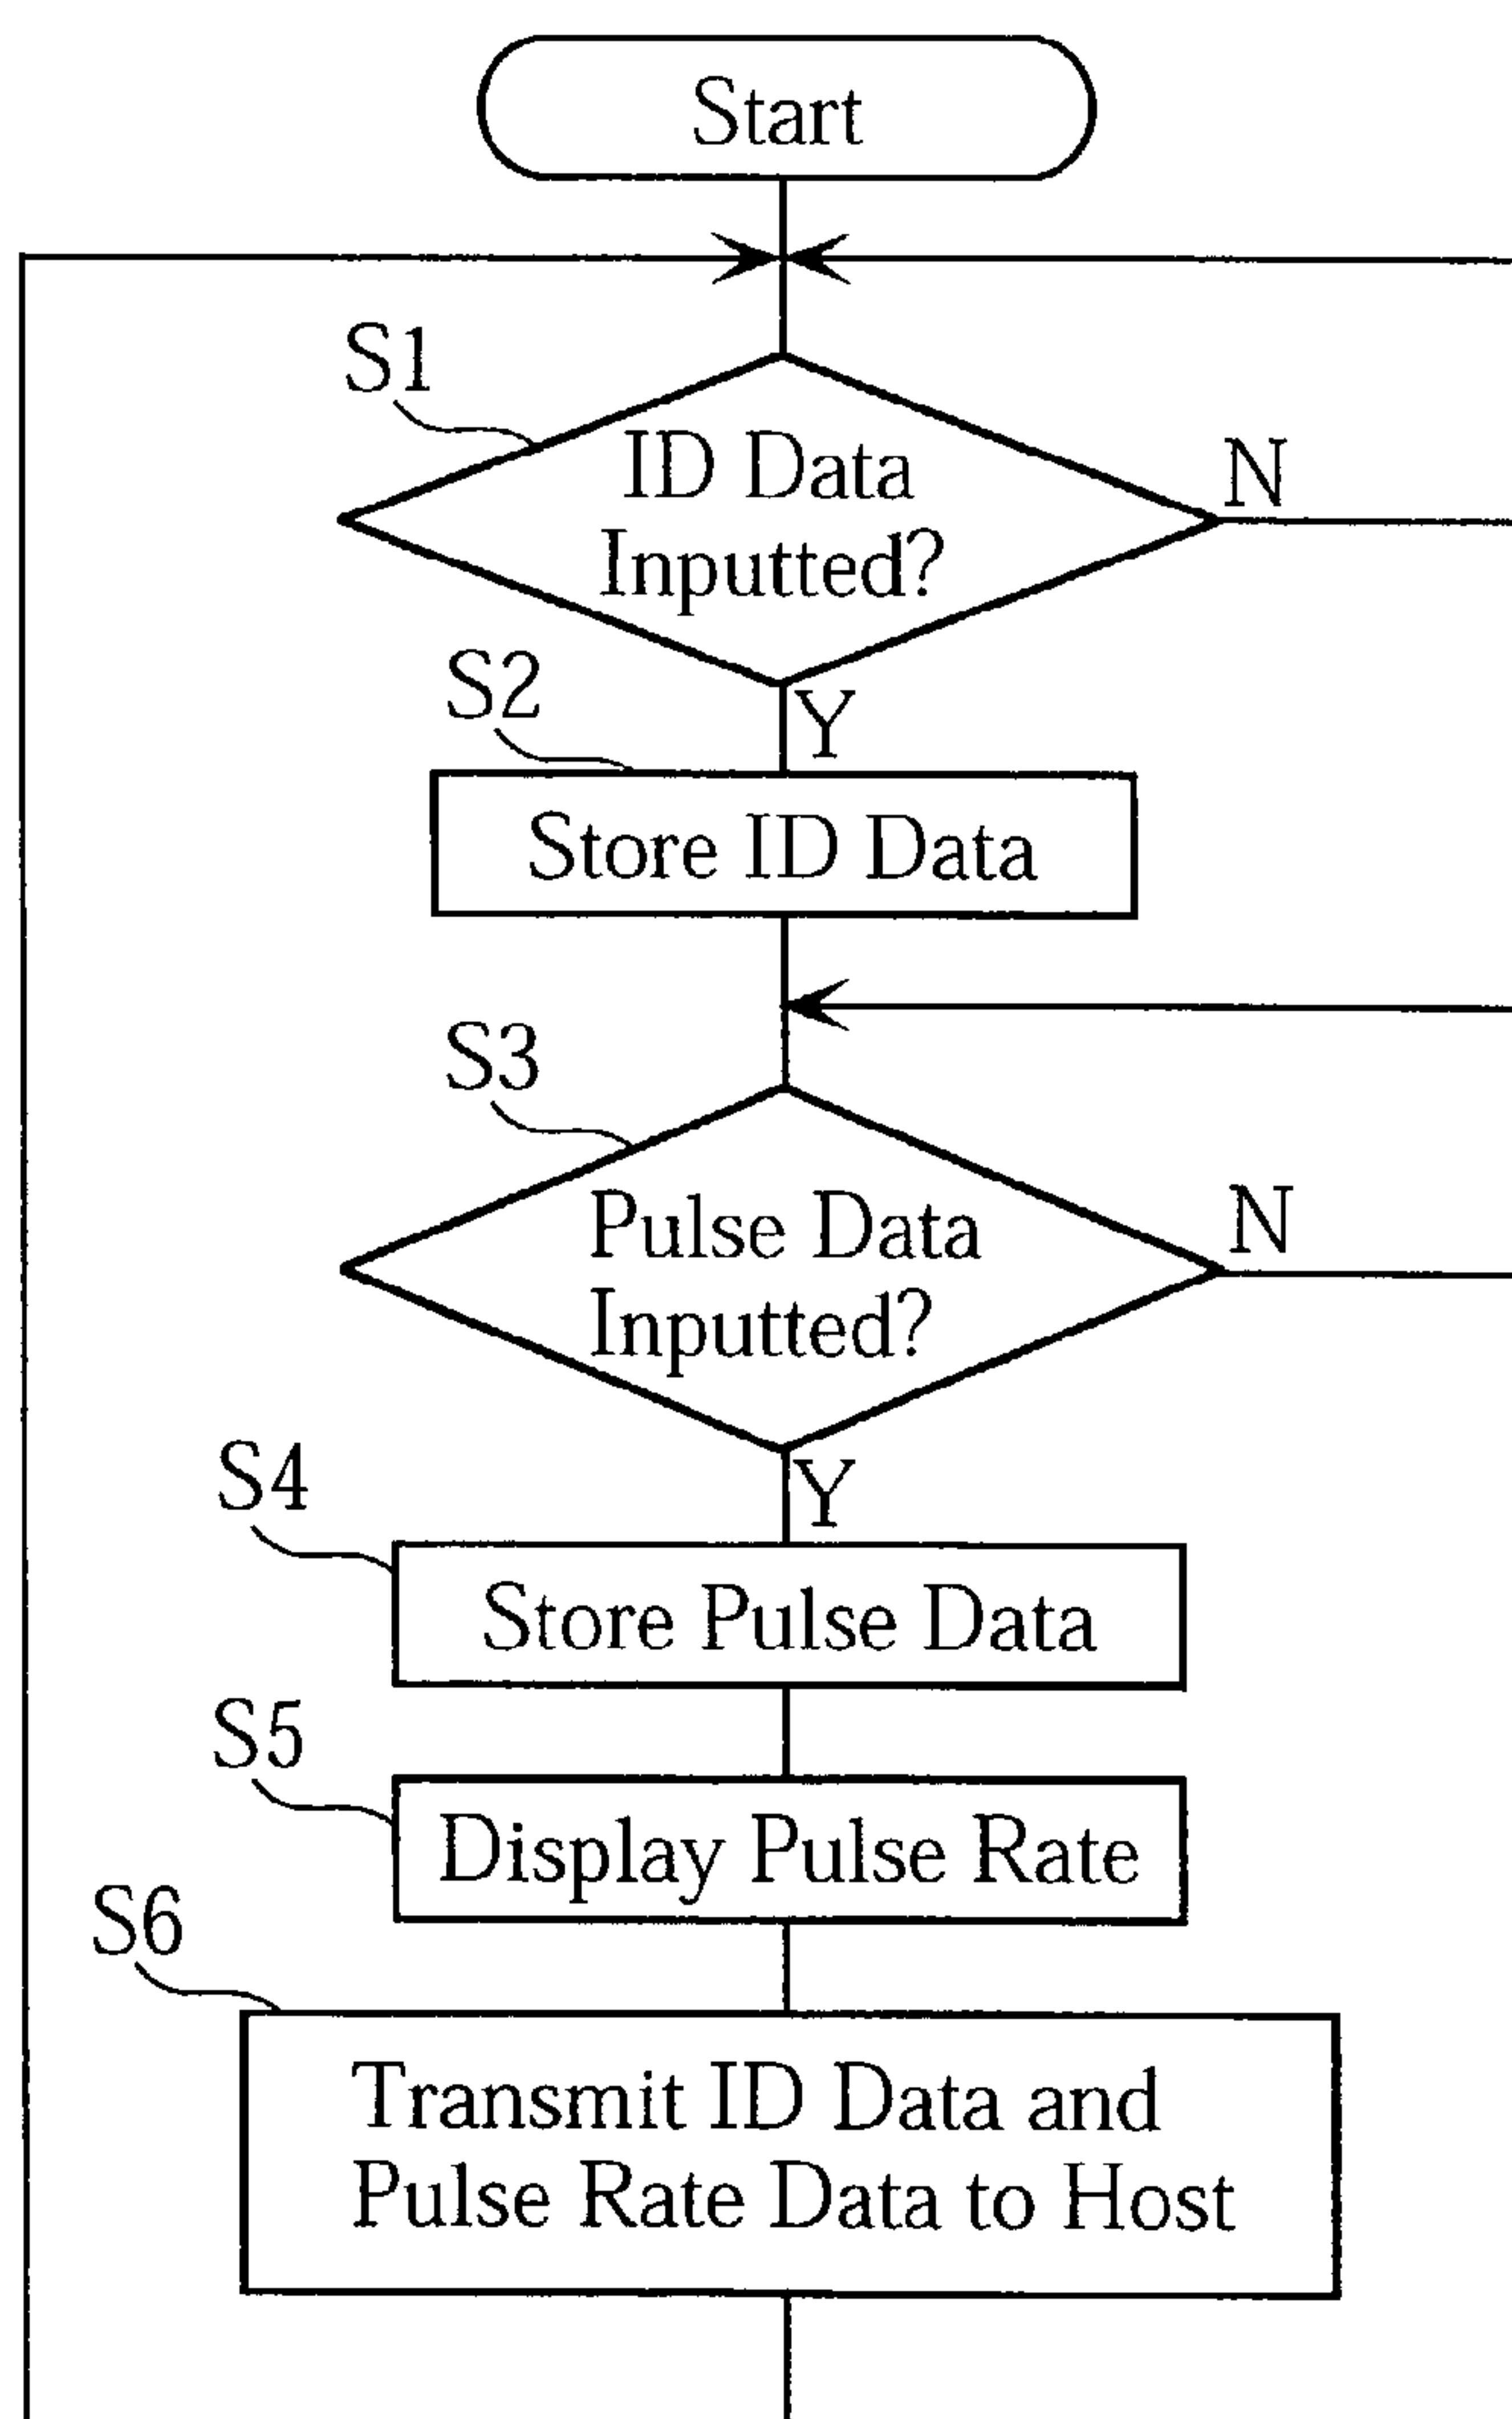 Start
S1
ID Data
Inputted?
N
S2
Y
Store ID Data
S3
Pulse Data
Inputted?
N
S4
Y
Store Pulse Data
S5
Display Pulse Rate
S6
Transmit ID Data and
Pulse Rate Data to Host